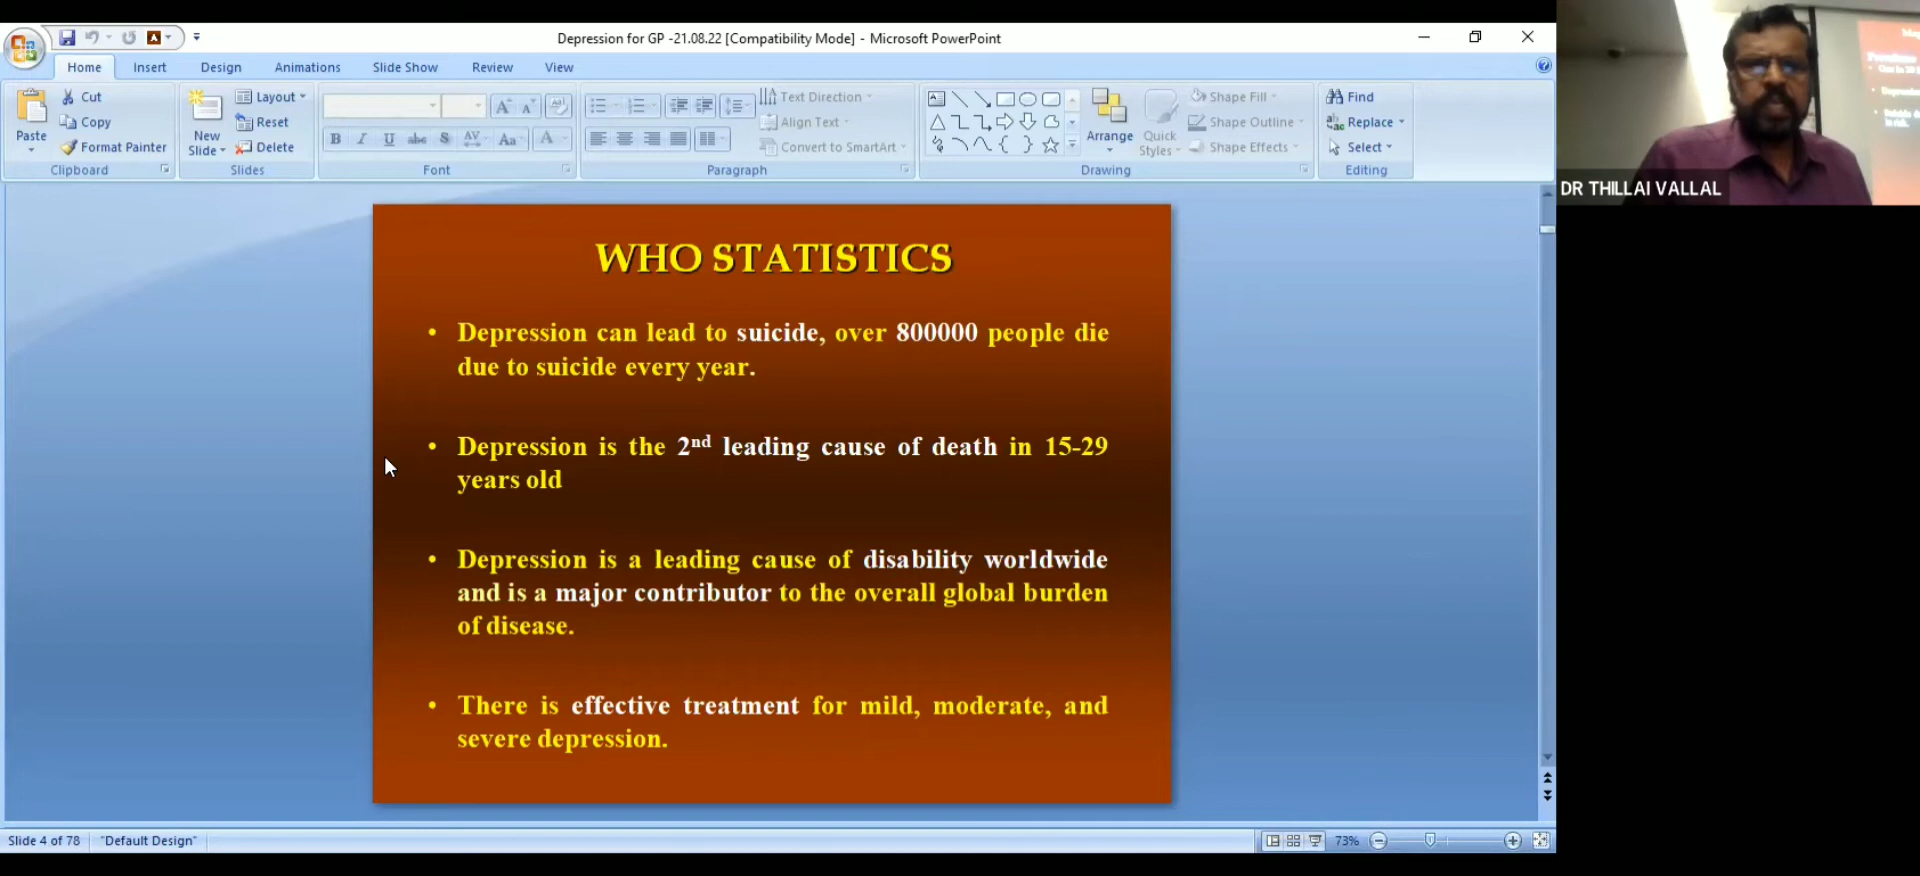 Depression for GP -21.08.22 [Compatibility Mode] - Microsoft PowerPoint
Home Insert Design Animations Slide Show Review View
Paste
Cut
Copy
Format Painter
Clipboard
New Slide
Layout
Reset
Delete
Slides
B I U abc S AV Aa A
Font
Text Direction
Align Text
Convert to SmartArt
Paragraph
Arrange
Quick Styles
Shape Fill
Shape Outline
Shape Effects
Drawing
Find
Replace
Select
Editing
DR THILLAI VALLAL
WHO STATISTICS
• Depression can lead to suicide, over 800000 people die
due to suicide every year.
• Depression is the 2nd leading cause of death in 15-29
years old
• Depression is a leading cause of disability worldwide
and is a major contributor to the overall global burden
of disease.
• There is effective treatment for mild, moderate, and
severe depression.
Slide 4 of 78 "Default Design" 73%